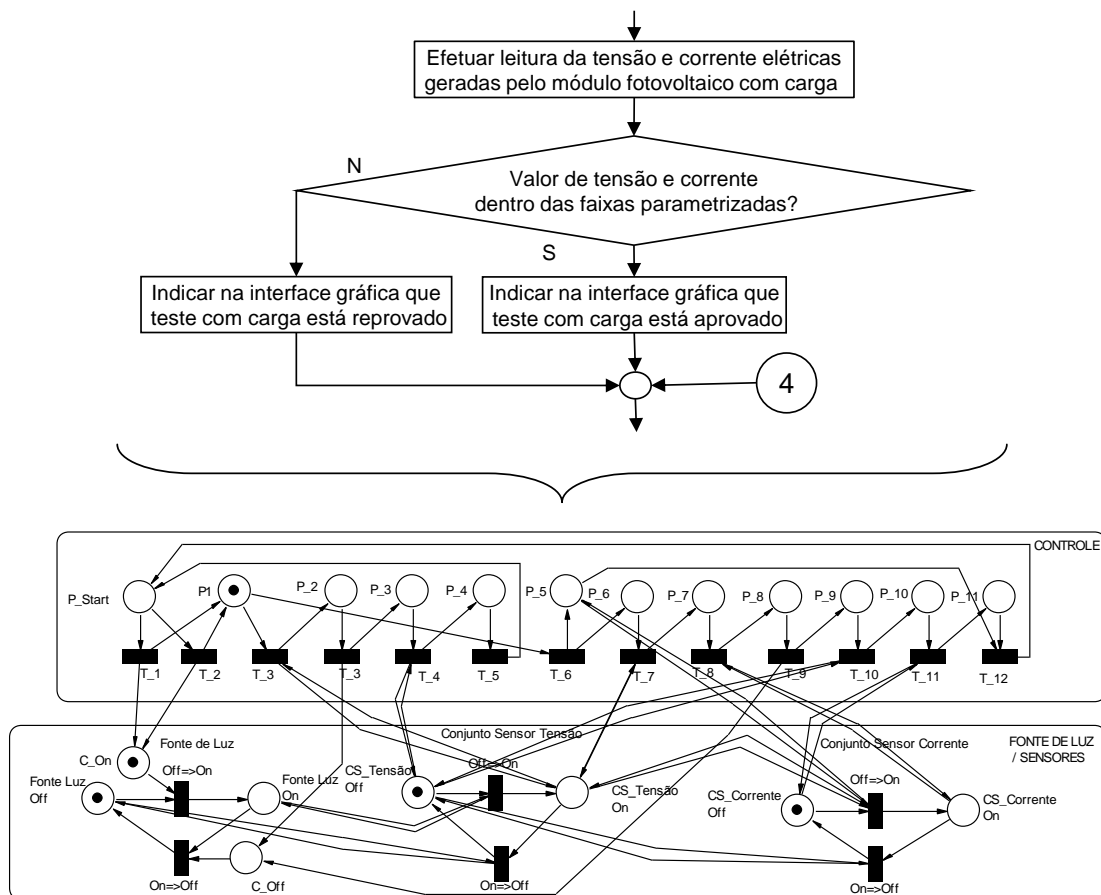 Efetuar leitura da tensão e corrente elétricas
geradas pelo módulo fotovoltaico com carga
N
Valor de tensão e corrente
dentro das faixas parametrizadas?
S
Indicar na interface gráfica que
teste com carga está reprovado
Indicar na interface gráfica que
teste com carga está aprovado
4
CONTROLE
P_Start
P1
P_2
P_3
P_4
P_5
P_6
P_7
P_8
P_9
P_10
P_11
T_1
T_2
T_3
T_3
T_4
T_5
T_6
T_7
T_8
T_9
T_10
T_11
T_12
FONTE DE LUZ
/ SENSORES
C_On
Fonte de Luz
Off=>On
Fonte Luz
Off
Fonte Luz
On
On=>Off
C_Off
Conjunto Sensor Tensão
Off=>On
CS_Tensão
Off
CS_Tensão
On
On=>Off
Conjunto Sensor Corrente
Off=>On
CS_Corrente
Off
CS_Corrente
On
On=>Off